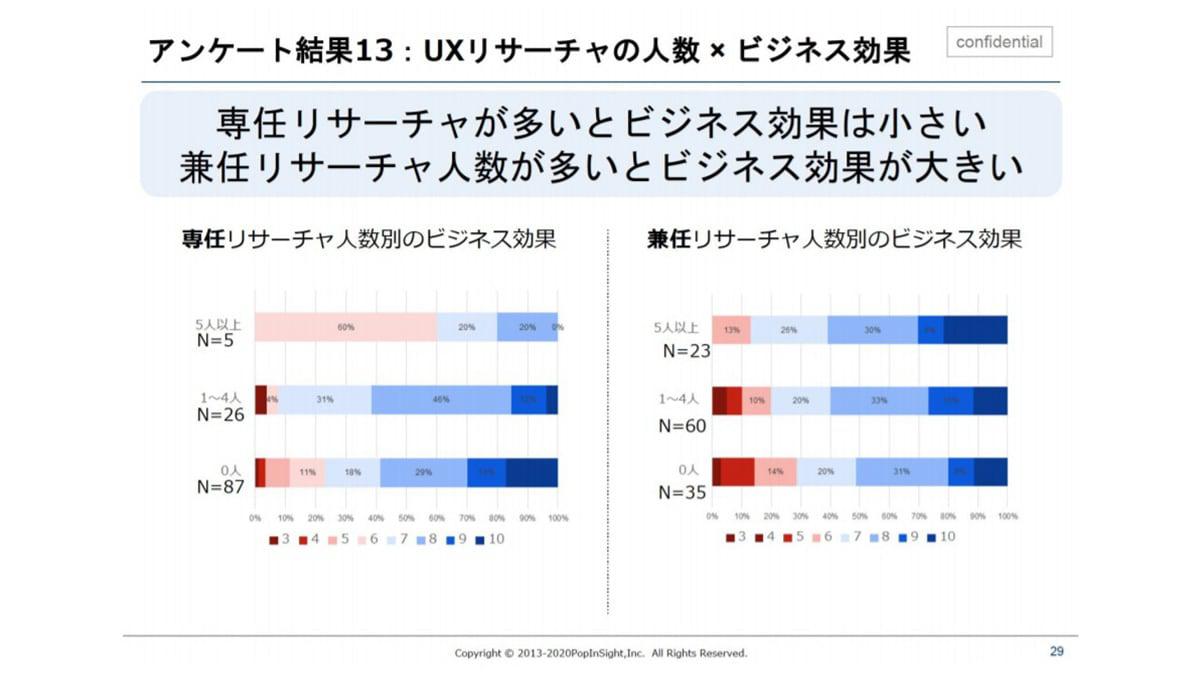 アンケート結果13：UXリサーチャの人数 × ビジネス効果
confidential
専任リサーチャが多いとビジネス効果は小さい
兼任リサーチャ人数が多いとビジネス効果が大きい
専任リサーチャ人数別のビジネス効果
5人以上
N=5
60%
20%
20%
0%
1～4人
N=26
4%
31%
46%
12%
0人
N=87
11%
18%
29%
0% 10% 20% 30% 40% 50% 60% 70% 80% 90% 100%
3 4 5 6 7 8 9 10
兼任リサーチャ人数別のビジネス効果
5人以上
N=23
13%
26%
30%
1～4人
N=60
10%
20%
33%
0人
N=35
14%
20%
31%
0% 10% 20% 30% 40% 50% 60% 70% 80% 90% 100%
3 4 5 6 7 8 9 10
Copyright © 2013-2020PopInSight,Inc. All Rights Reserved.
29